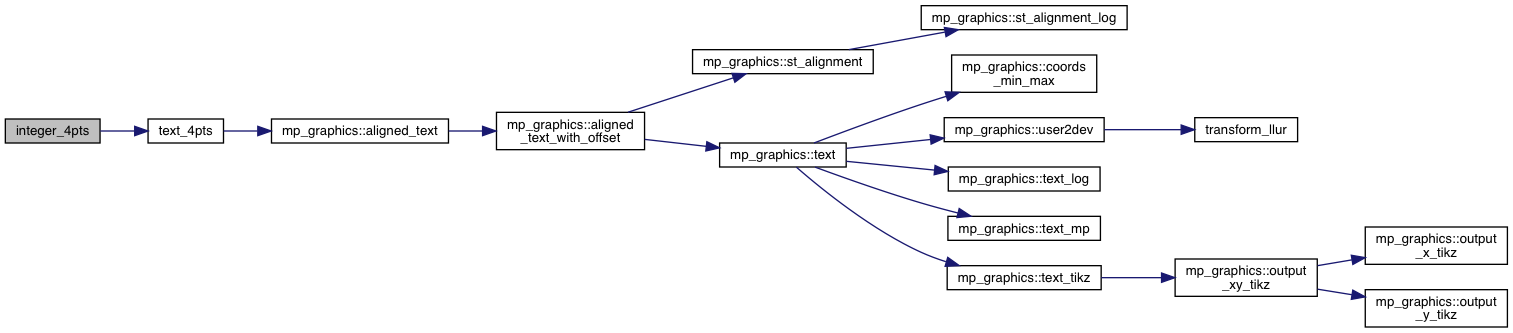 integer_4pts
text_4pts
mp_graphics::aligned_text
mp_graphics::aligned
_text_with_offset
mp_graphics::st_alignment
mp_graphics::st_alignment_log
mp_graphics::text
mp_graphics::coords
_min_max
mp_graphics::user2dev
transform_llur
mp_graphics::text_log
mp_graphics::text_mp
mp_graphics::text_tikz
mp_graphics::output
_xy_tikz
mp_graphics::output
_x_tikz
mp_graphics::output
_y_tikz